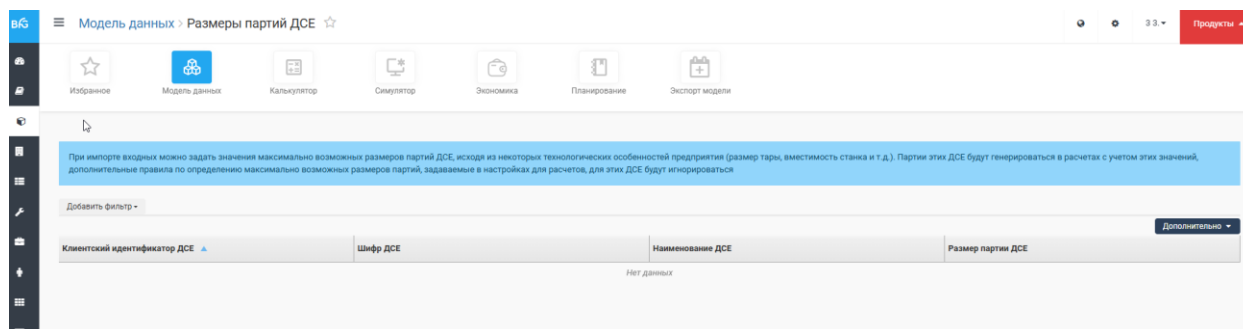 BFG
Модель данных > Размеры партий ДСЕ
З З.
Продукты
Избранное
Модель данных
Калькулятор
Симулятор
Экономика
Планирование
Экспорт модели
При импорте входных можно задать значения максимально возможных размеров партий ДСЕ, исходя из некоторых технологических особенностей предприятия (размер тары, вместимость станка и т.д.). Партии этих ДСЕ будут генерироваться в расчетах с учетом этих значений,
дополнительные правила по определению максимально возможных размеров партий, задаваемые в настройках для расчетов, для этих ДСЕ будут игнорироваться
Добавить фильтр
Дополнительно
Клиентский идентификатор ДСЕ
Шифр ДСЕ
Наименование ДСЕ
Размер партии ДСЕ
Нет данных